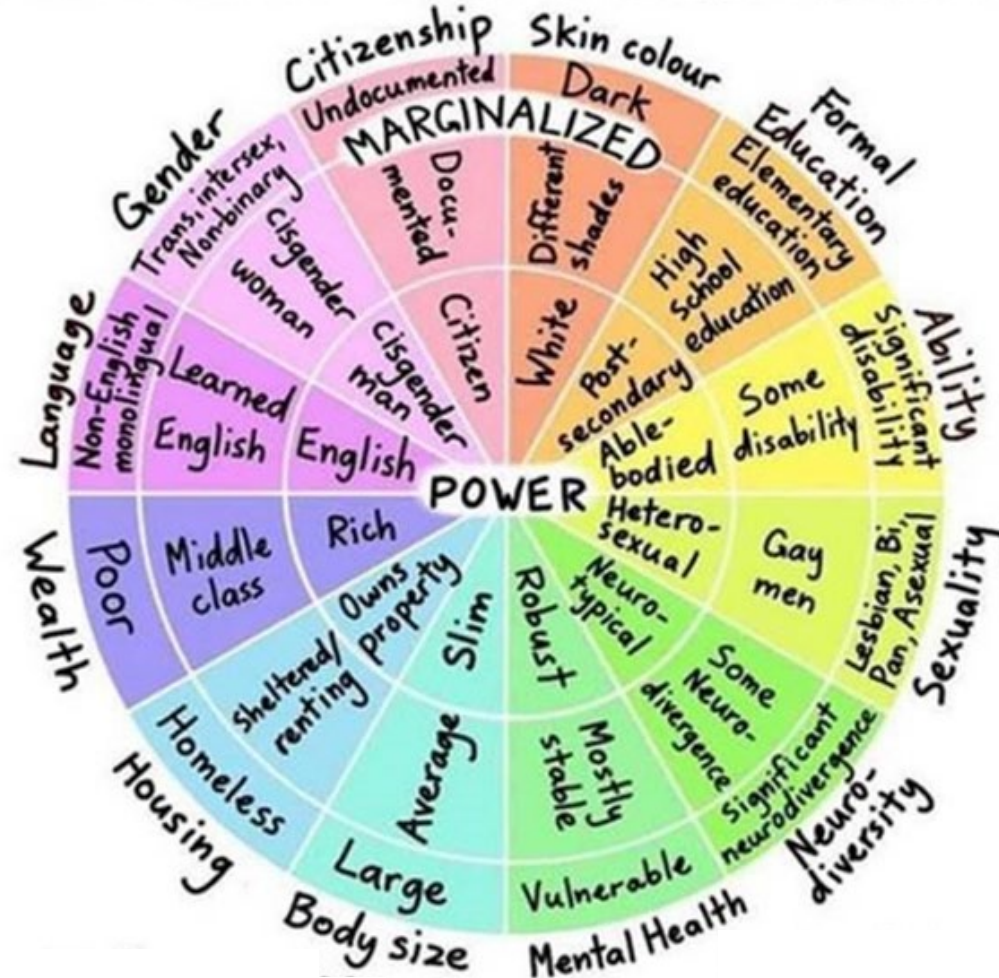 Citizenship
Undocumented
Docu-
mented
Citizen
Skin colour
Dark
Different
shades
White
Formal
Education
Elementary
education
High
school
education
Post-
secondary
Ability
Significant
disability
Some
disability
Able-
bodied
Sexuality
Lesbian, Bi,
Pan, Asexual
Gay
men
Hetero-
sexual
Neuro-
diversity
Significant
neurodivergence
Some
Neuro-
divergence
Neuro-
typical
Mental Health
Vulnerable
Mostly
stable
Robust
Body size
Large
Average
Slim
Housing
Homeless
Sheltered/
renting
Owns
property
Wealth
Poor
Middle
class
Rich
Language
Non-English
monolingual
Learned
English
English
Gender
Trans, intersex,
Non-binary
Cisgender
woman
Cisgender
man
MARGINALIZED
POWER